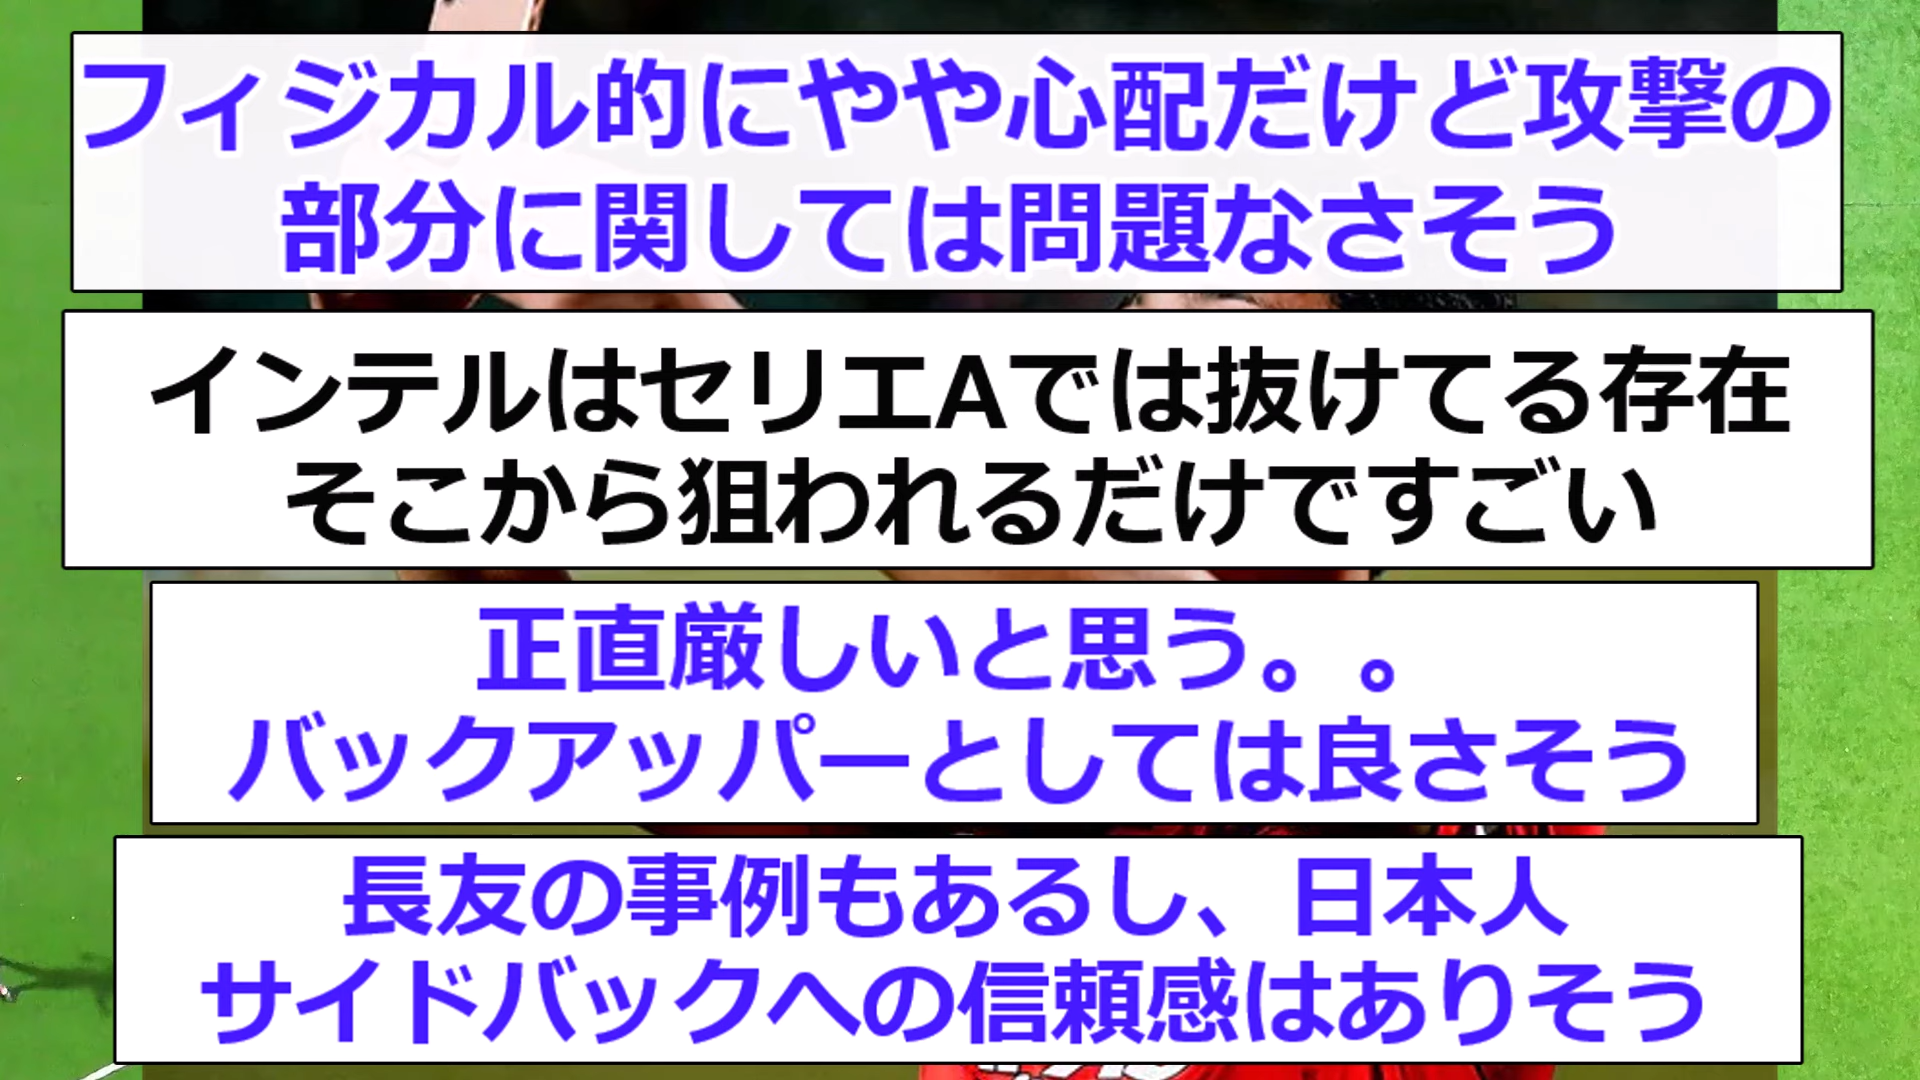 フィジカル的にやや心配だけど攻撃の
部分に関しては問題なさそう
インテルはセリエAでは抜けてる存在
そこから狙われるだけですごい
正直厳しいと思う。。
バックアッパーとしては良さそう
長友の事例もあるし、日本人
サイドバックへの信頼感はありそう